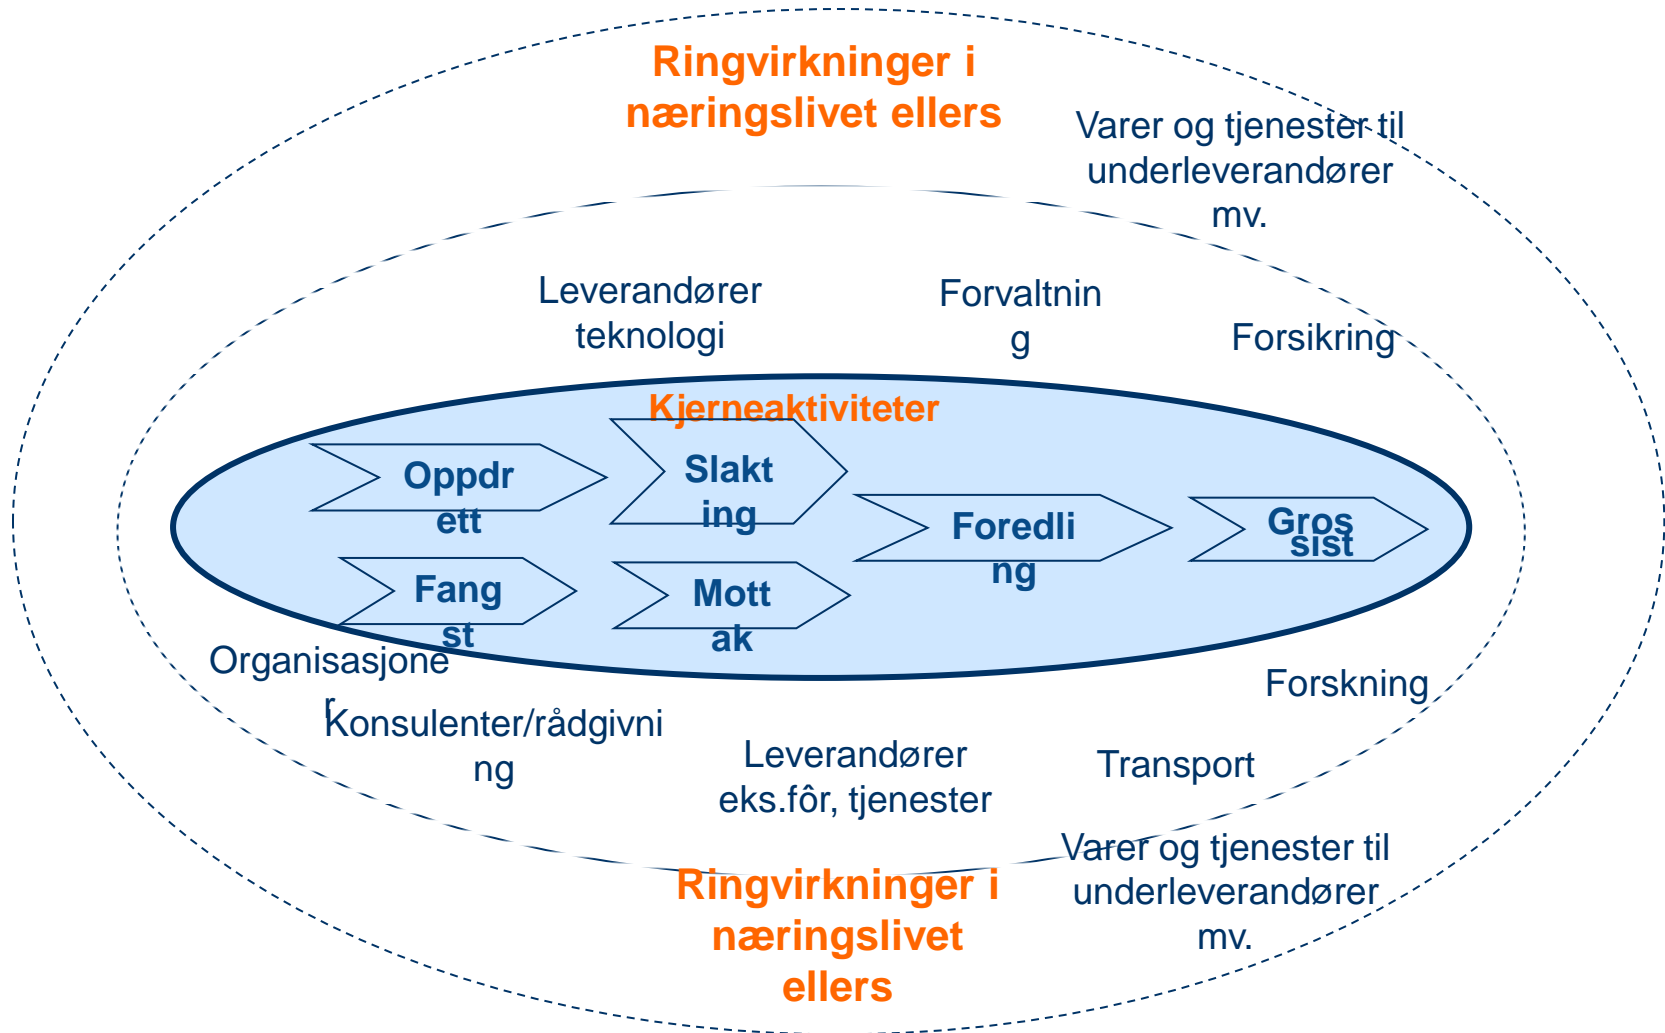 Ringvirkninger i
næringslivet ellers
Varer og tjenester til
underleverandører
mv.
Leverandører
teknologi
Forvaltnin
g
Forsikring
Kjerneaktiviteter
Oppdr
ett
Slakt
ing
Foredli
ng
Gros
sist
Fang
st
Mott
ak
Organisasjone
r
Konsulenter/rådgivni
ng
Leverandører
eks.fôr, tjenester
Transport
Forskning
Varer og tjenester til
underleverandører
mv.
Ringvirkninger i
næringslivet
ellers